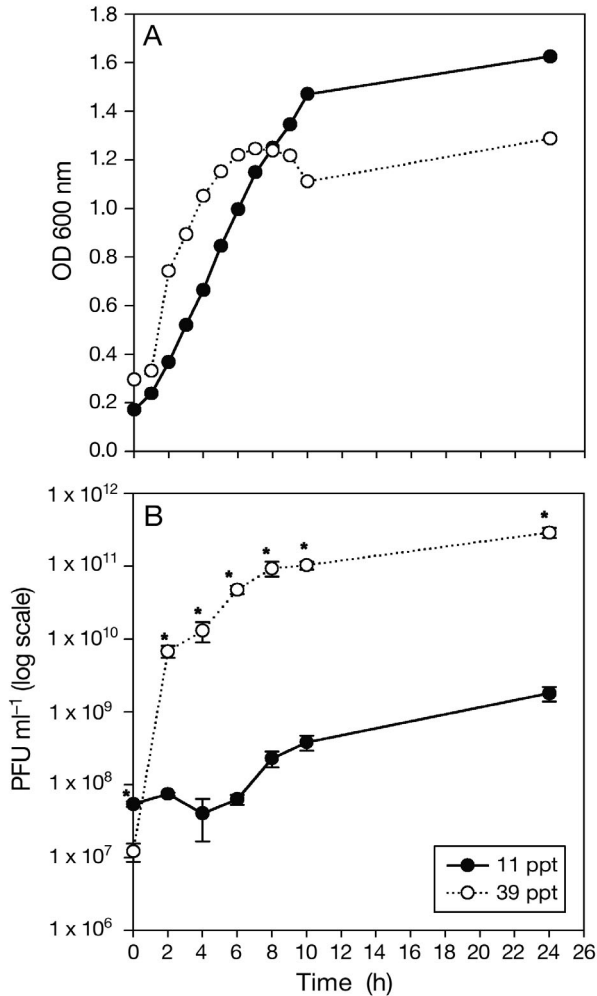 A
1.8
1.6
1.4
1.2
1.0
0.8
0.6
0.4
0.2
0.0
OD 600 nm
B
1 x 10¹²
1 x 10¹¹
1 x 10¹⁰
1 x 10⁹
1 x 10⁸
1 x 10⁷
1 x 10⁶
PFU ml⁻¹ (log scale)
* * * * * * *
11 ppt
39 ppt
0 2 4 6 8 10 12 14 16 18 20 22 24 26
Time (h)